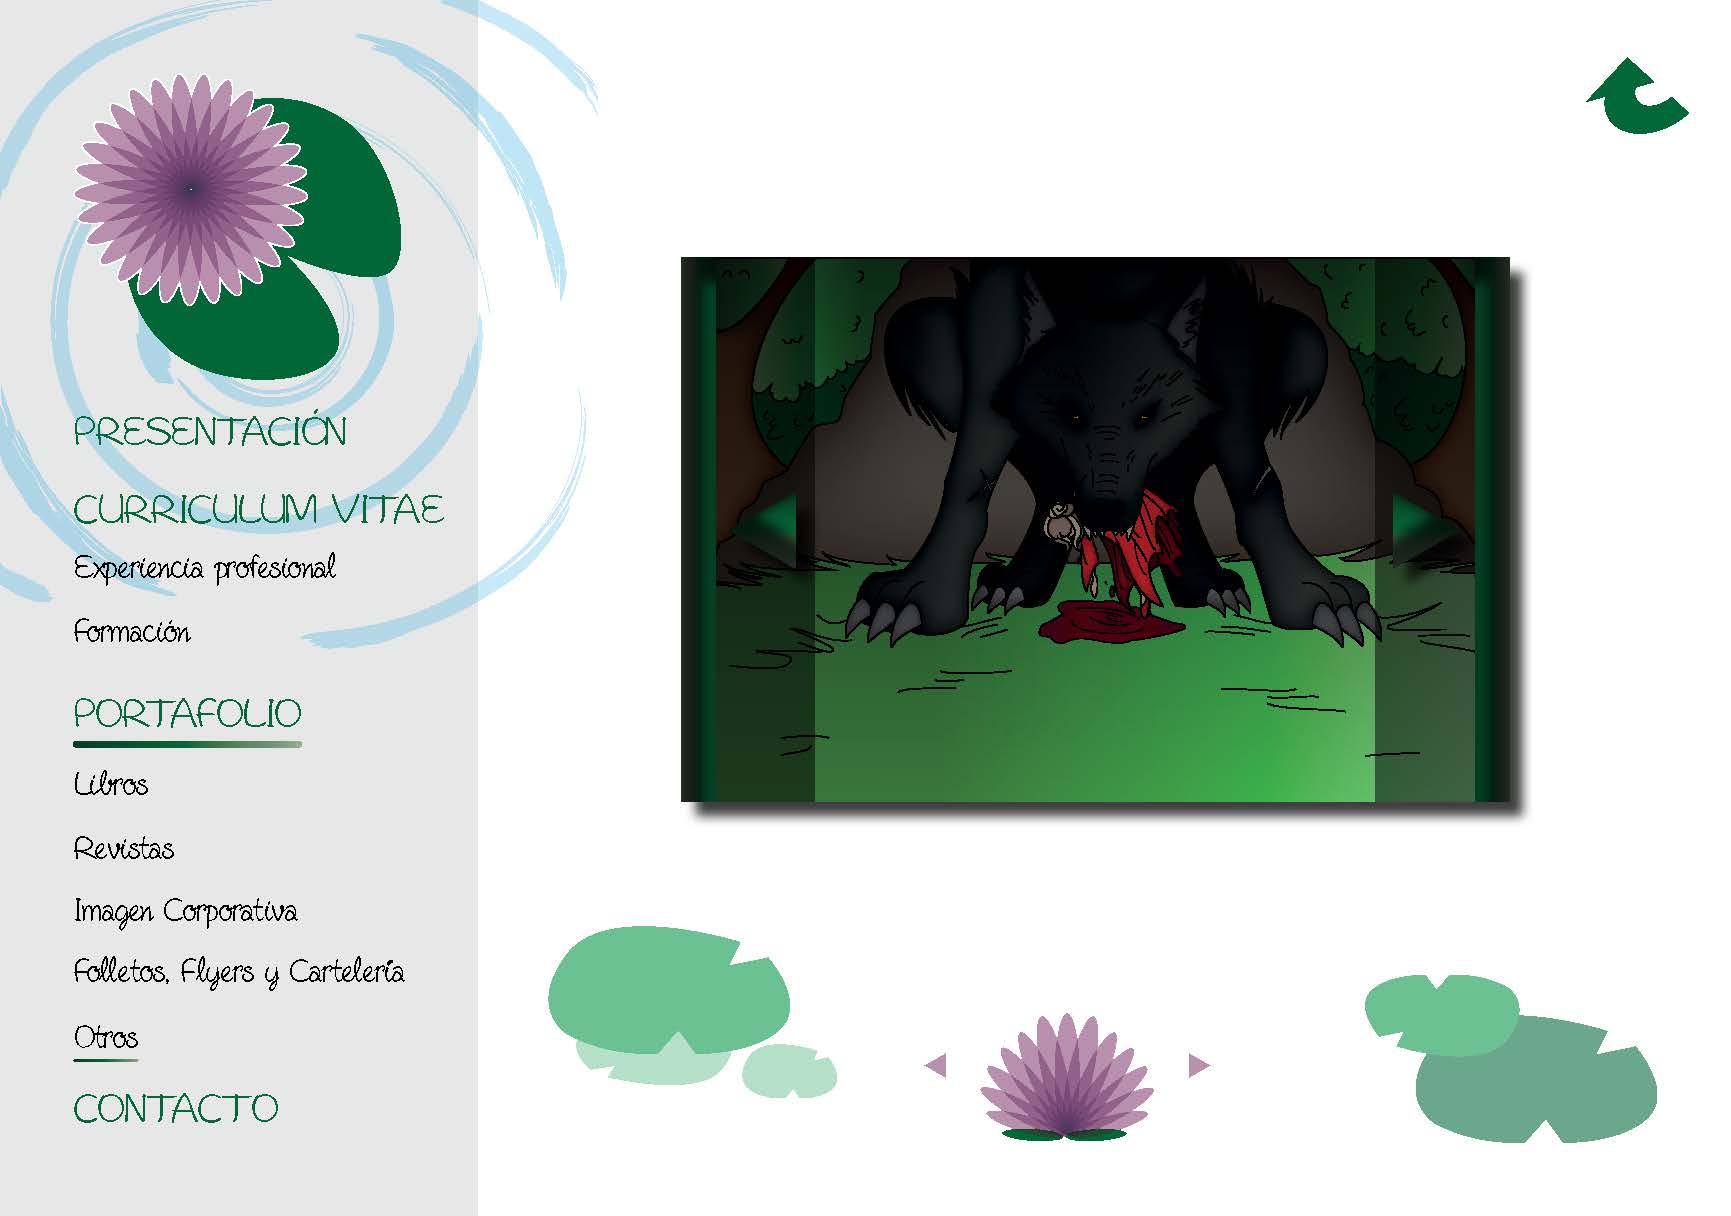 PRESENTACIÓN
CURRICULUM VITAE
Experiencia profesional
Formación
PORTAFOLIO
Libros
Revistas
Imagen Corporativa
Folletos, Flyers y Cartelería
Otros
CONTACTO